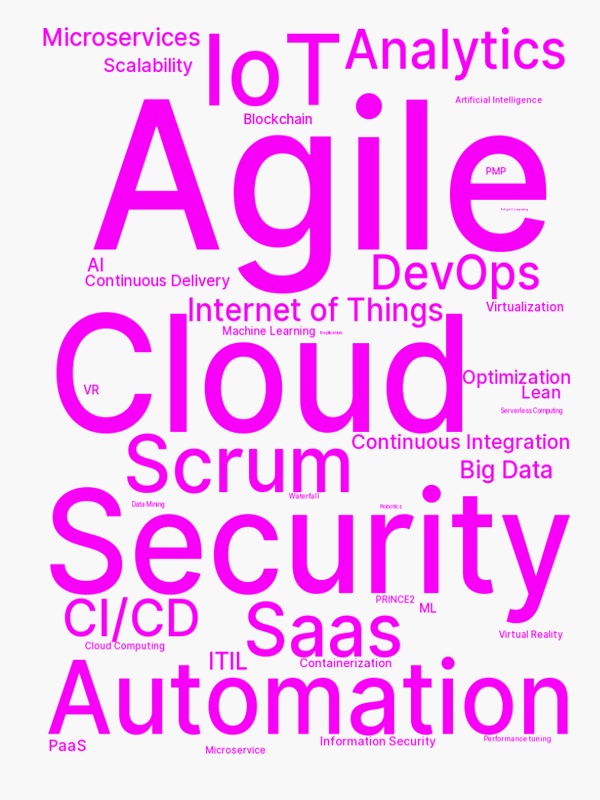 Microservices
IoT
Analytics
Scalability
Artificial Intelligence
Blockchain
Agile
PMP
AI
DevOps
Continuous Delivery
Internet of Things
Virtualization
Machine Learning
Cloud
Optimization
VR
Lean
Serverless Computing
Scrum
Continuous Integration
Big Data
Waterfall
Data Mining
Robotics
Security
PRINCE2
ML
CI/CD
Saas
Virtual Reality
Cloud Computing
ITIL
Containerization
Automation
Performance tuning
Information Security
PaaS
Microservice